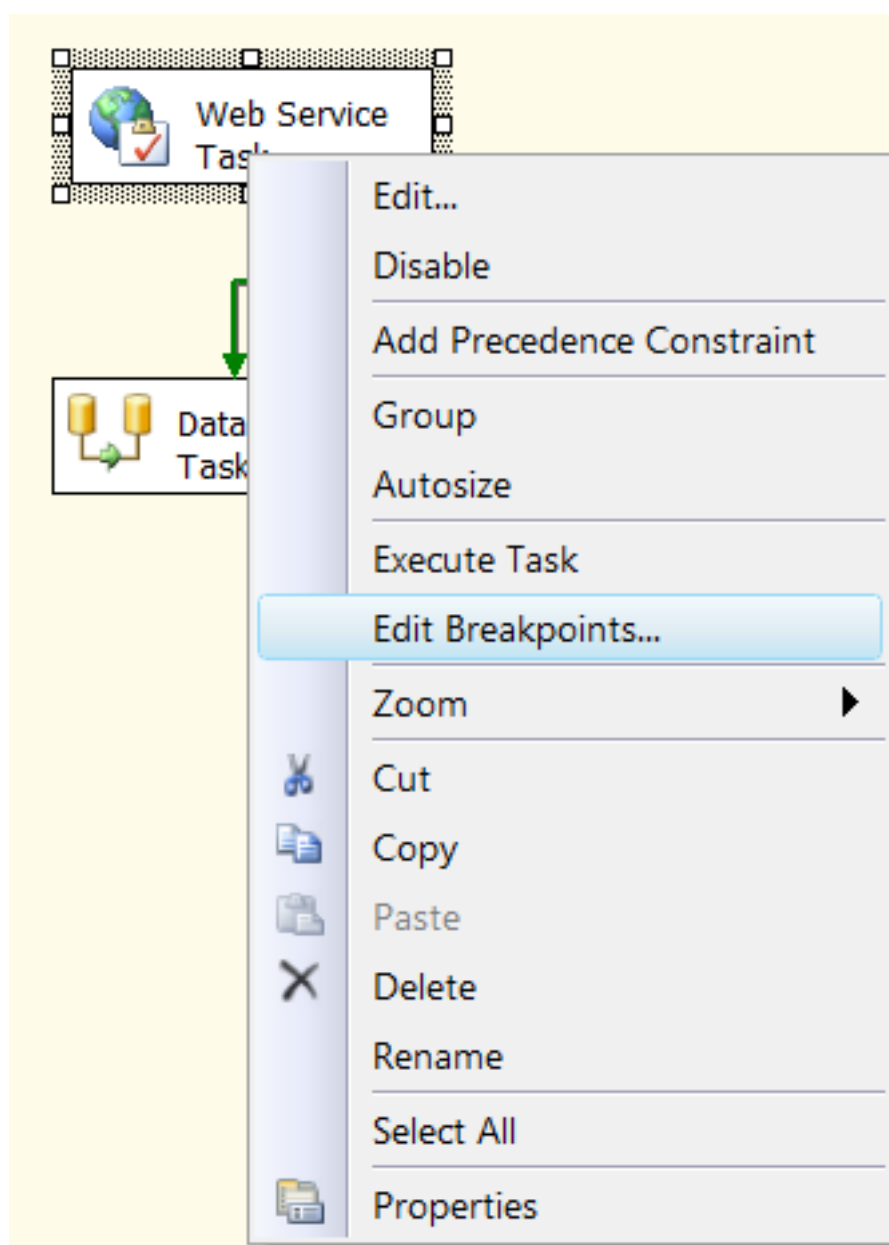 Web Service
Task
Edit...
Disable
Add Precedence Constraint
Data
Task
Group
Autosize
Execute Task
Edit Breakpoints...
Zoom
Cut
Copy
Paste
Delete
Rename
Select All
Properties